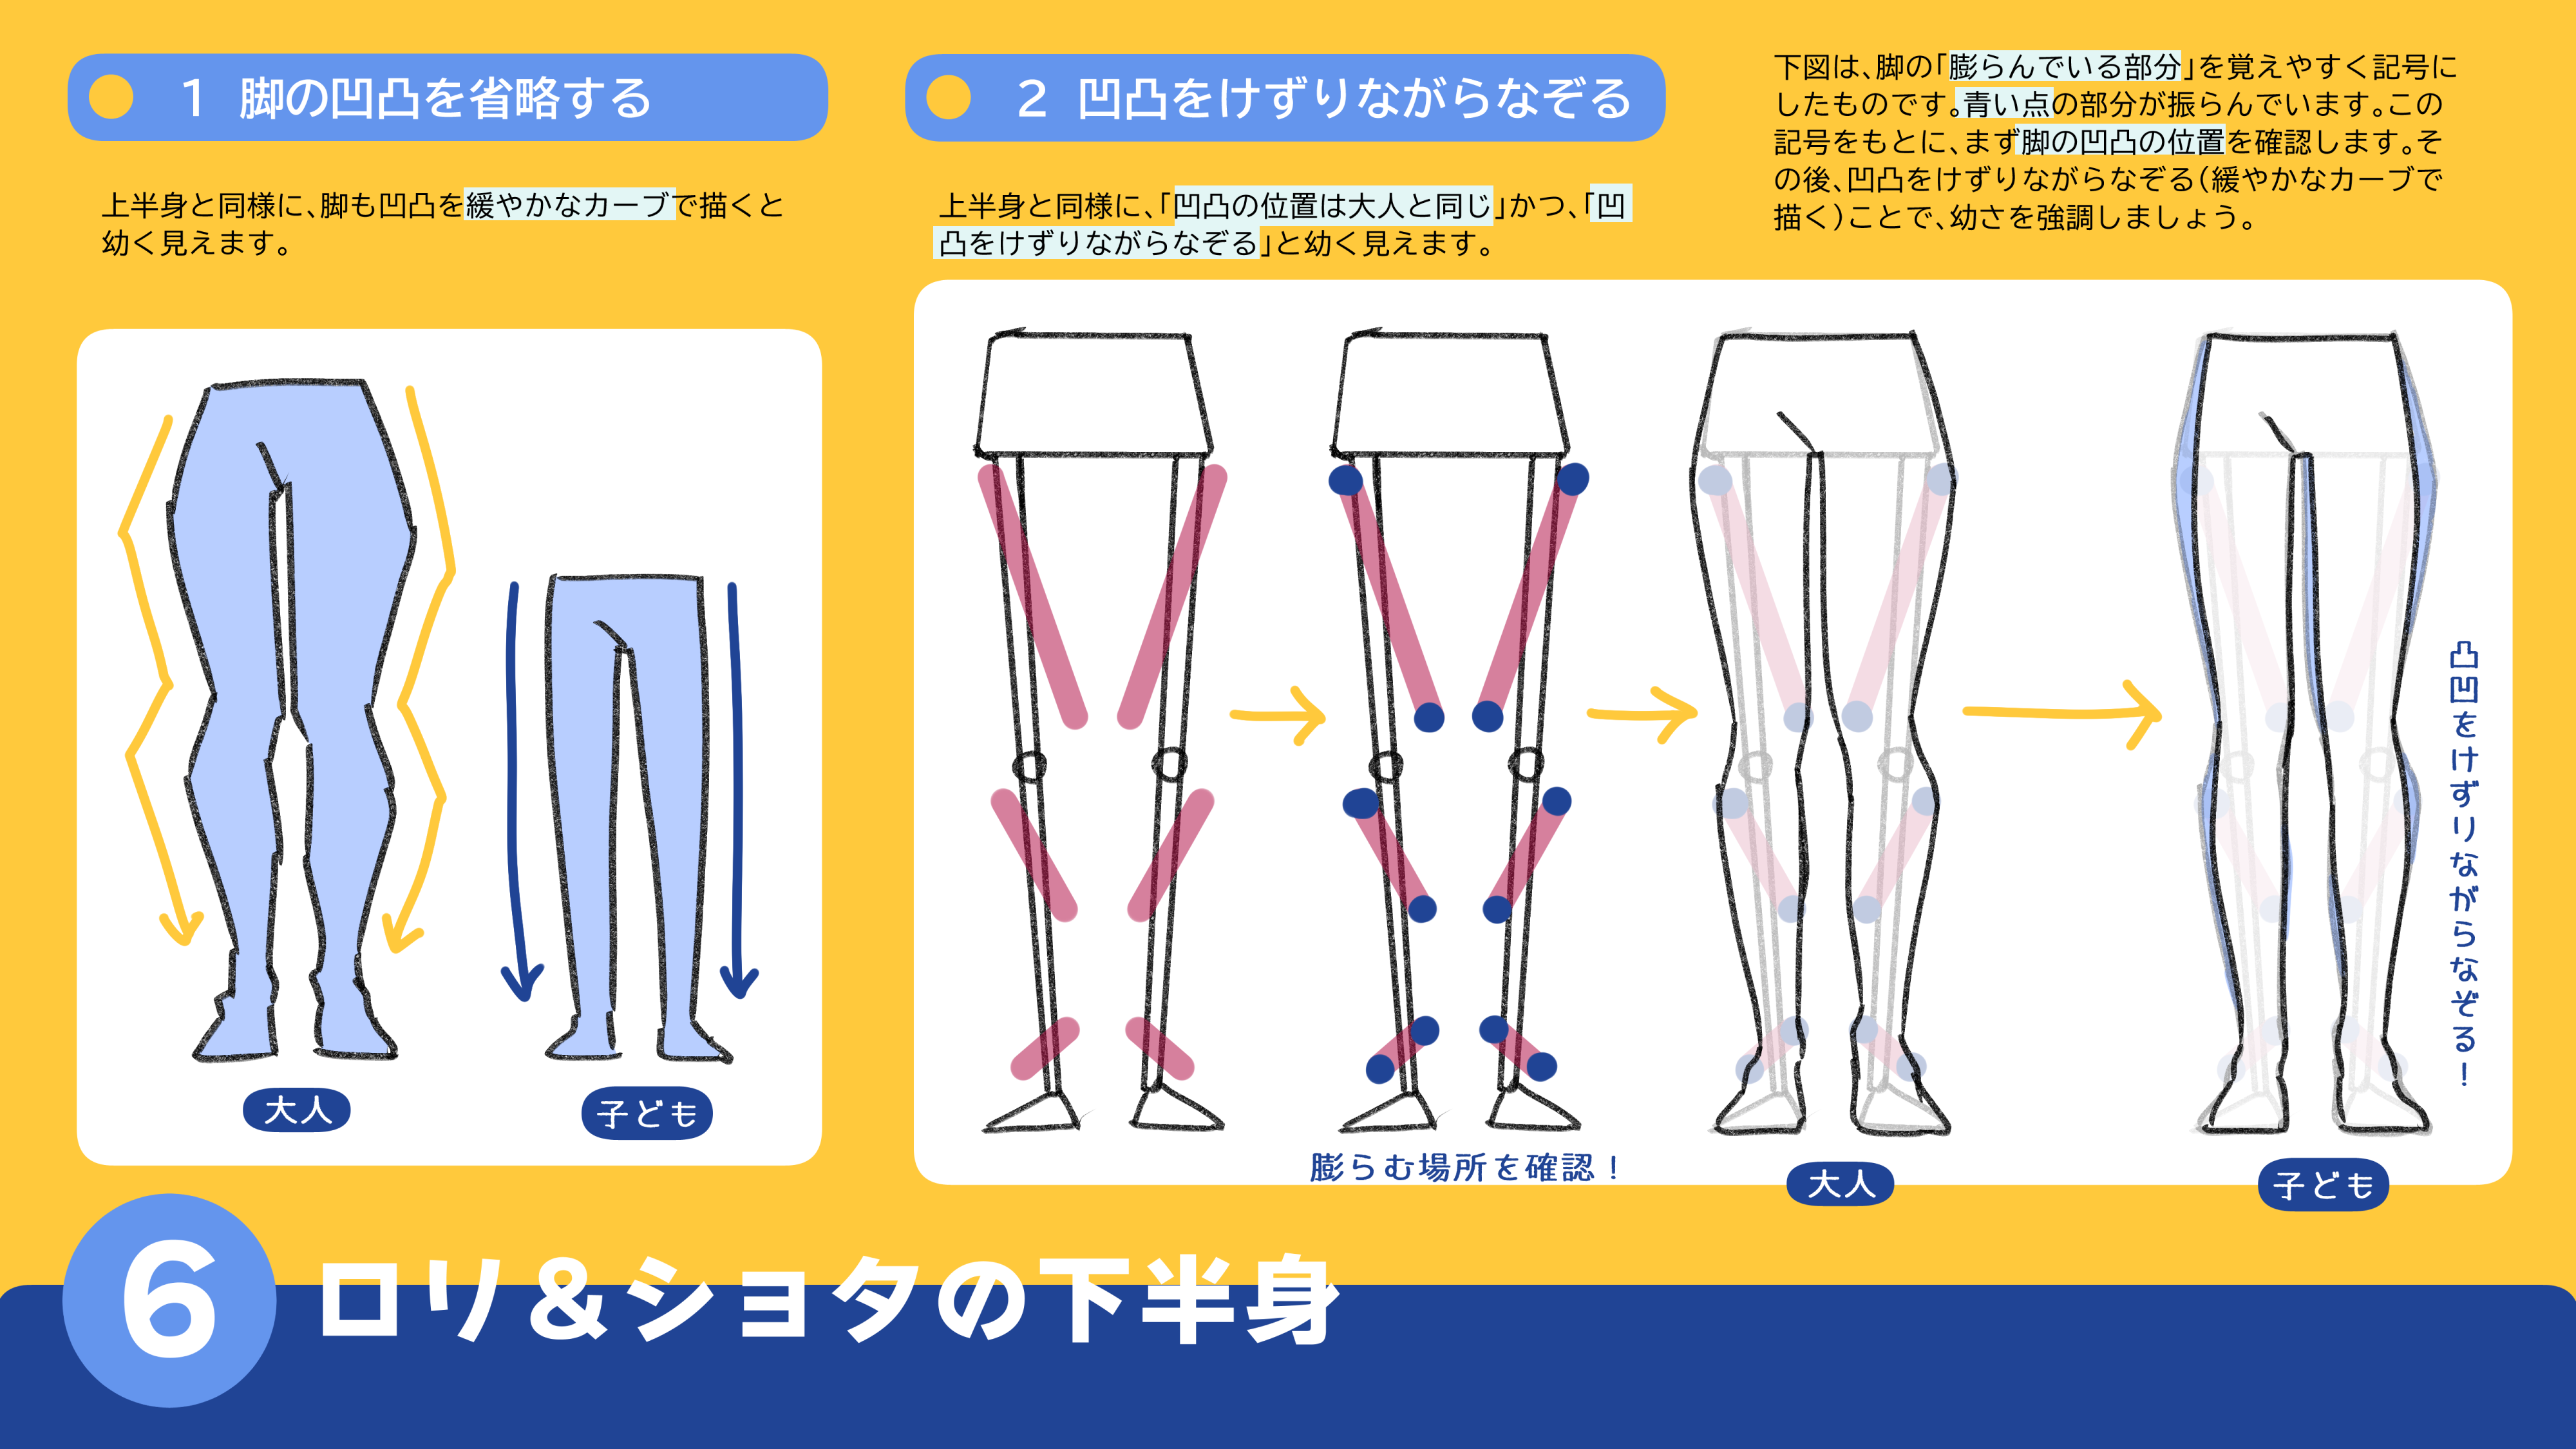 1 脚の凹凸を省略する
上半身と同様に、脚も凹凸を緩やかなカーブで描くと
幼く見えます。
大人
子ども
2 凹凸をけずりながらなぞる
上半身と同様に、「凹凸の位置は大人と同じ」かつ、「凹
凸をけずりながらなぞる」と幼く見えます。
下図は、脚の「膨らんでいる部分」を覚えやすく記号に
したものです。青い点の部分が振らんでいます。この
記号をもとに、まず脚の凹凸の位置を確認します。そ
の後、凹凸をけずりながらなぞる(緩やかなカーブで
描く)ことで、幼さを強調しましょう。
膨らむ場所を確認!
大人
凸凹をけずりながらなぞる!
子ども
6 ロリ&ショタの下半身